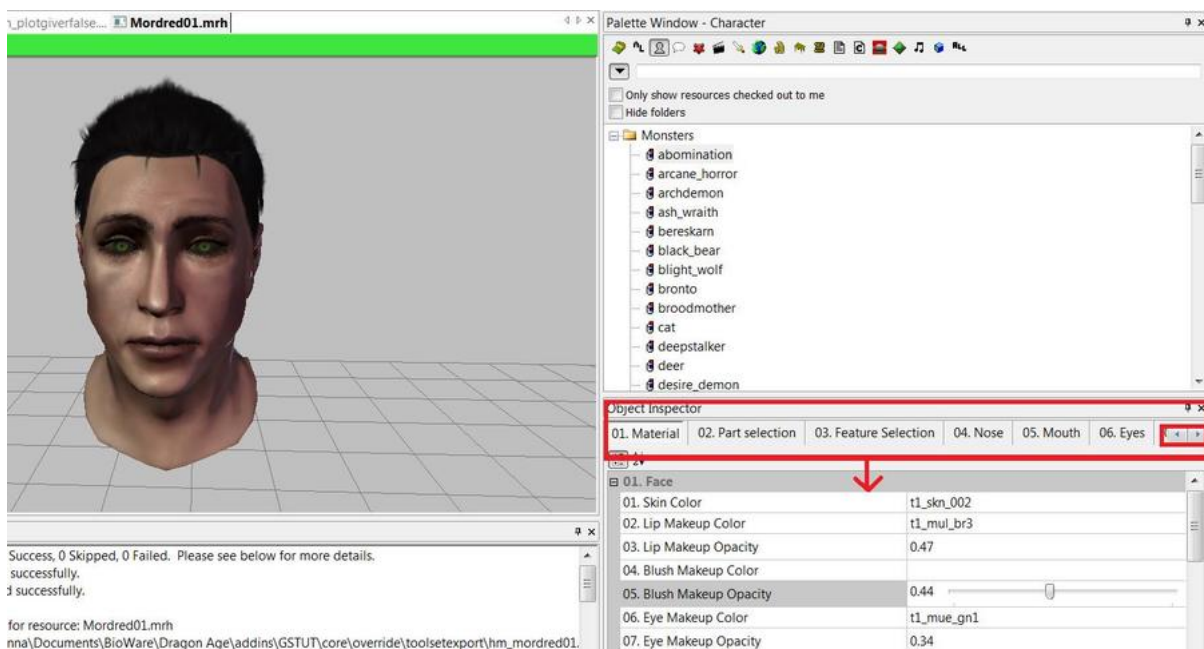 n_plotgiverfalse.... Mordred01.mrh
Palette Window - Character
Only show resources checked out to me
Hide folders
Monsters
abomination
arcane_horror
archdemon
ash_wraith
bereskarn
black_bear
blight_wolf
bronto
broodmother
cat
deepstalker
deer
desire_demon
Object Inspector
01. Material 02. Part selection 03. Feature Selection 04. Nose 05. Mouth 06. Eyes
01. Face
01. Skin Color t1_skn_002
02. Lip Makeup Color t1_mul_br3
03. Lip Makeup Opacity 0.47
04. Blush Makeup Color
05. Blush Makeup Opacity 0.44
06. Eye Makeup Color t1_mue_gn1
07. Eye Makeup Opacity 0.34
Success, 0 Skipped, 0 Failed. Please see below for more details.
successfully.
d successfully.
for resource: Mordred01.mrh
nna\Documents\BioWare\Dragon Age\addins\GSTUT\core\override\toolsetexport\hm_mordred01.